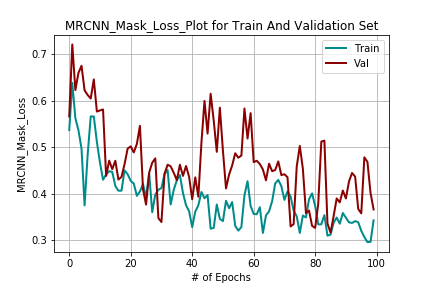 MRCNN_Mask_Loss_Plot for Train And Validation Set
Train
Val
MRCNN_Mask_Loss
0.7
0.6
0.5
0.4
0.3
0 20 40 60 80 100
# of Epochs